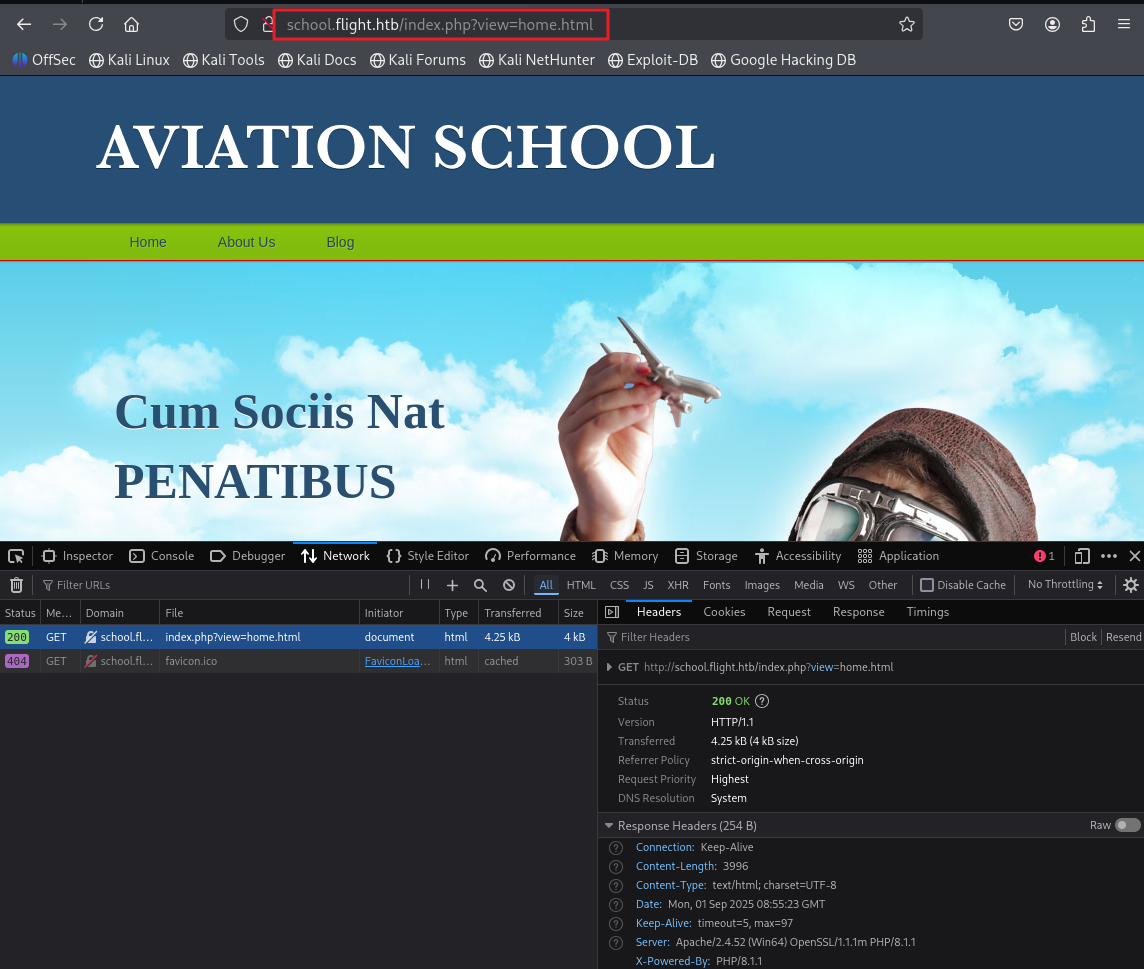 school.flight.htb/index.php?view=home.html
OffSec Kali Linux Kali Tools Kali Docs Kali Forums Kali NetHunter Exploit-DB Google Hacking DB
AVIATION SCHOOL
Home About Us Blog
Cum Sociis Nat
PENATIBUS
Inspector Console Debugger Network Style Editor Performance Memory Storage Accessibility Application 1
Filter URLs All HTML CSS JS XHR Fonts Images Media WS Other Disable Cache No Throttling
Status Me... Domain File Initiator Type Transferred Size
200 GET school.fl... index.php?view=home.html document html 4.25 kB 4 kB
404 GET school.fl... favicon.ico FaviconLoa... html cached 303 B
Headers Cookies Request Response Timings
Filter Headers Block Resend
GET http://school.flight.htb/index.php?view=home.html
Status 200 OK
Version HTTP/1.1
Transferred 4.25 kB (4 kB size)
Referrer Policy strict-origin-when-cross-origin
Request Priority Highest
DNS Resolution System
Response Headers (254 B) Raw
Connection: Keep-Alive
Content-Length: 3996
Content-Type: text/html; charset=UTF-8
Date: Mon, 01 Sep 2025 08:55:23 GMT
Keep-Alive: timeout=5, max=97
Server: Apache/2.4.52 (Win64) OpenSSL/1.1.1m PHP/8.1.1
X-Powered-By: PHP/8.1.1